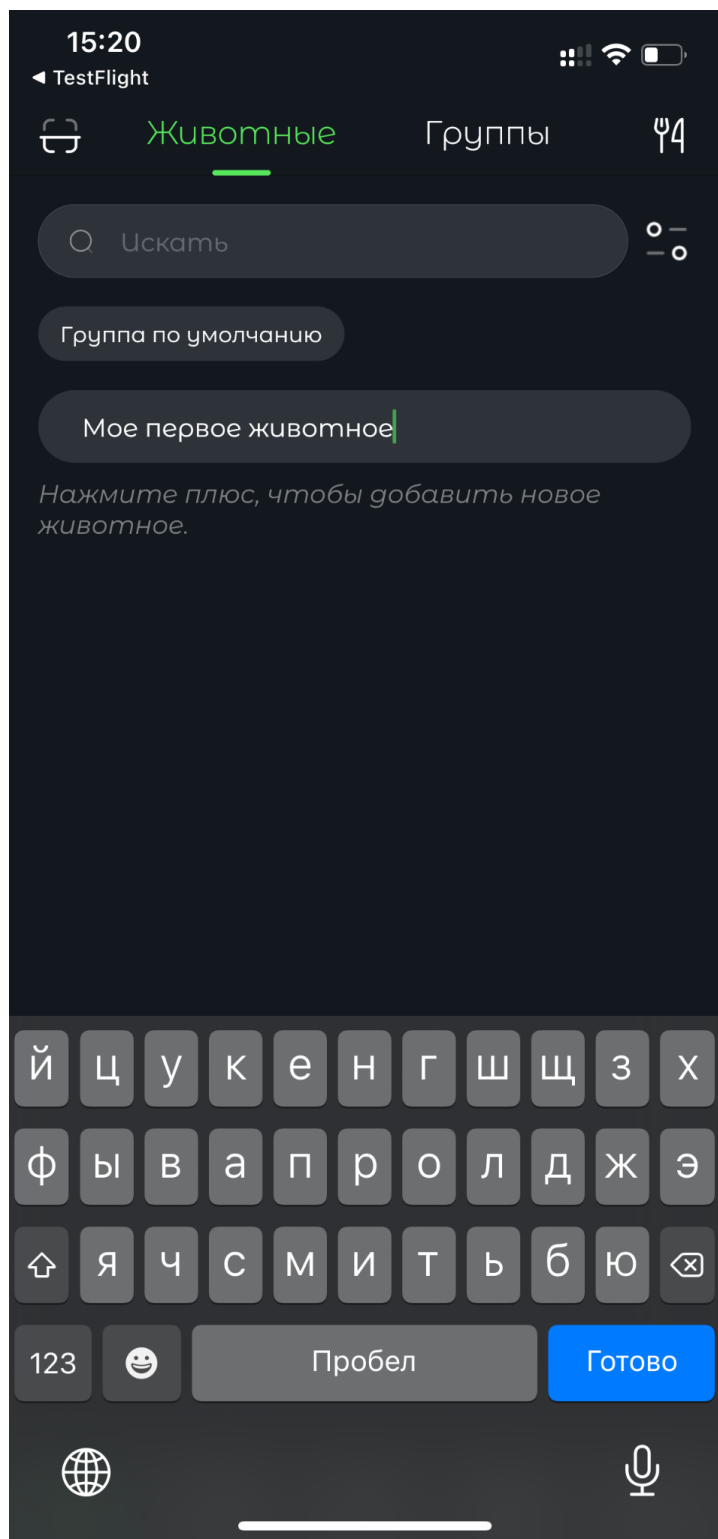 15:20
◀ TestFlight
Животные Группы
Искать
Группа по умолчанию
Мое первое животное
Нажмите плюс, чтобы добавить новое
животное.
й ц у к е н г ш щ з х
ф ы в а п р о л д ж э
я ч с м и т ь б ю
123 Пробел Готово